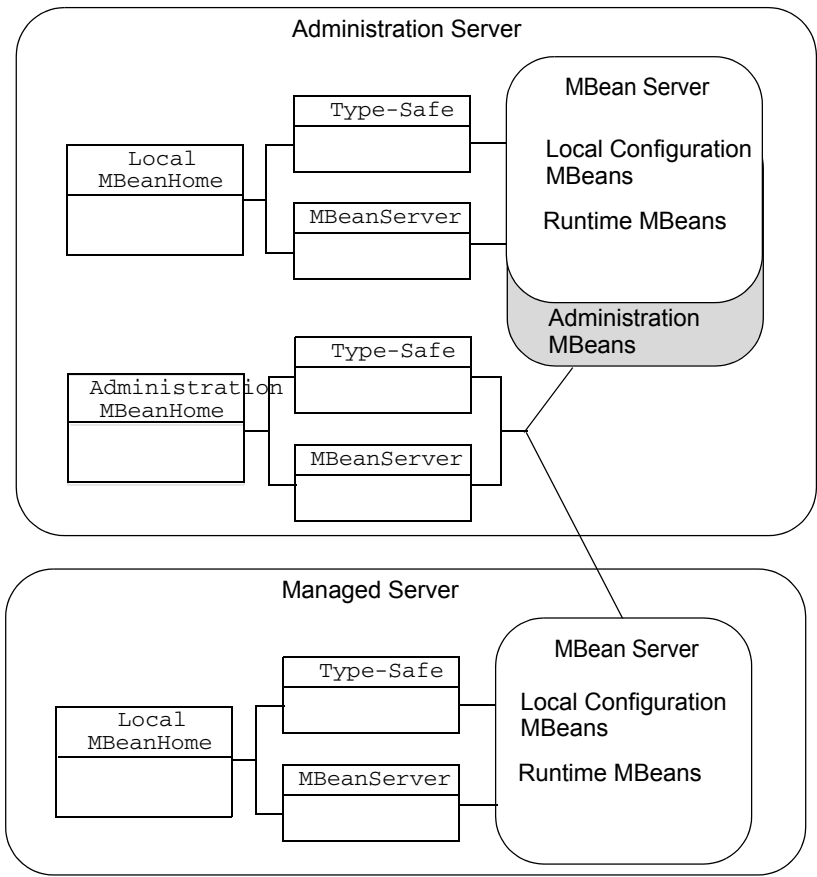 Administration Server
MBean Server
Type-Safe
Local Configuration
MBeans
Local
MBeanHome
MBeanServer
Runtime MBeans
Administration
MBeans
Type-Safe
Administration
MBeanHome
MBeanServer
Managed Server
MBean Server
Type-Safe
Local Configuration
MBeans
Local
MBeanHome
MBeanServer
Runtime MBeans